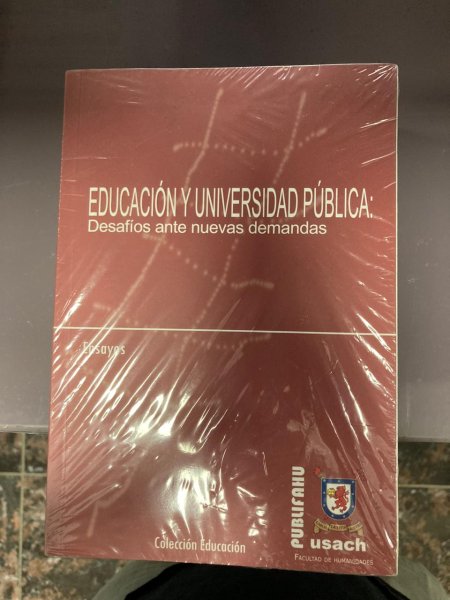 EDUCACIÓN Y UNIVERSIDAD PÚBLICA:
Desafíos ante nuevas demandas
Ensayos
PUBLIFAHU
usach
FACULTAD DE HUMANIDADES
Colección Educación